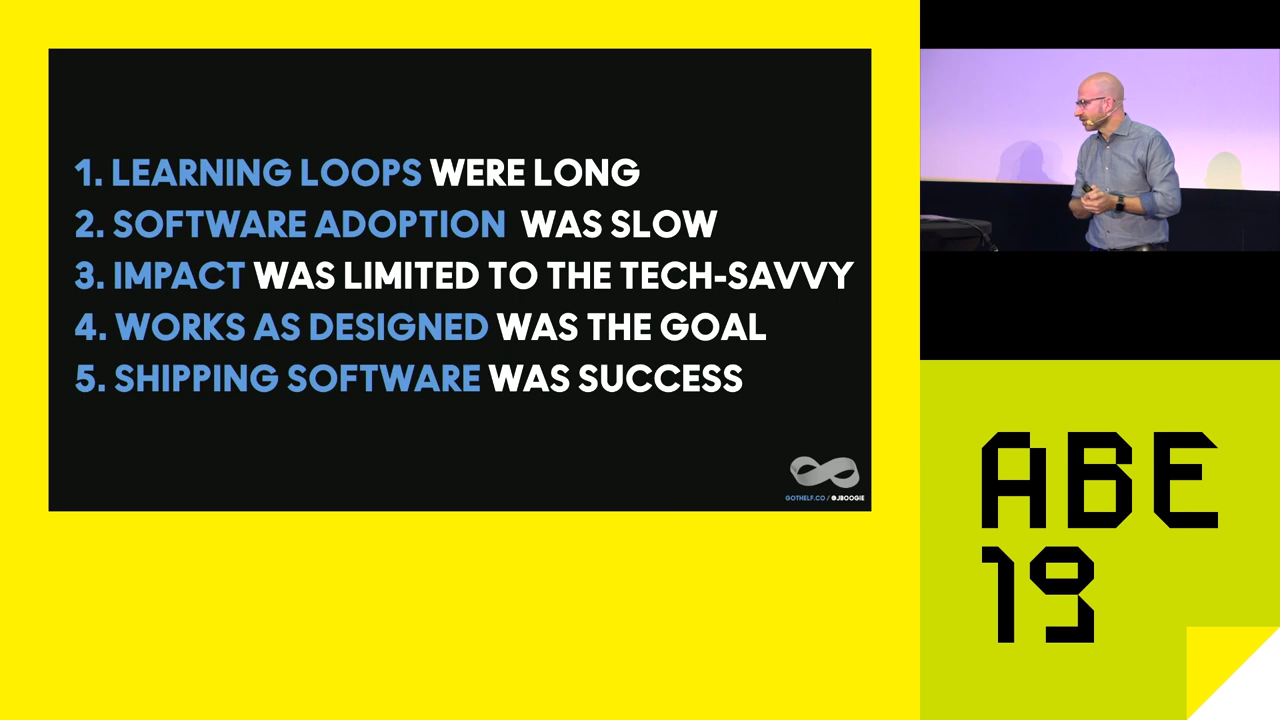 1. LEARNING LOOPS WERE LONG
2. SOFTWARE ADOPTION WAS SLOW
3. IMPACT WAS LIMITED TO THE TECH-SAVVY
4. WORKS AS DESIGNED WAS THE GOAL
5. SHIPPING SOFTWARE WAS SUCCESS
GOTHELF.CO / @JBOOGIE
ABE
19